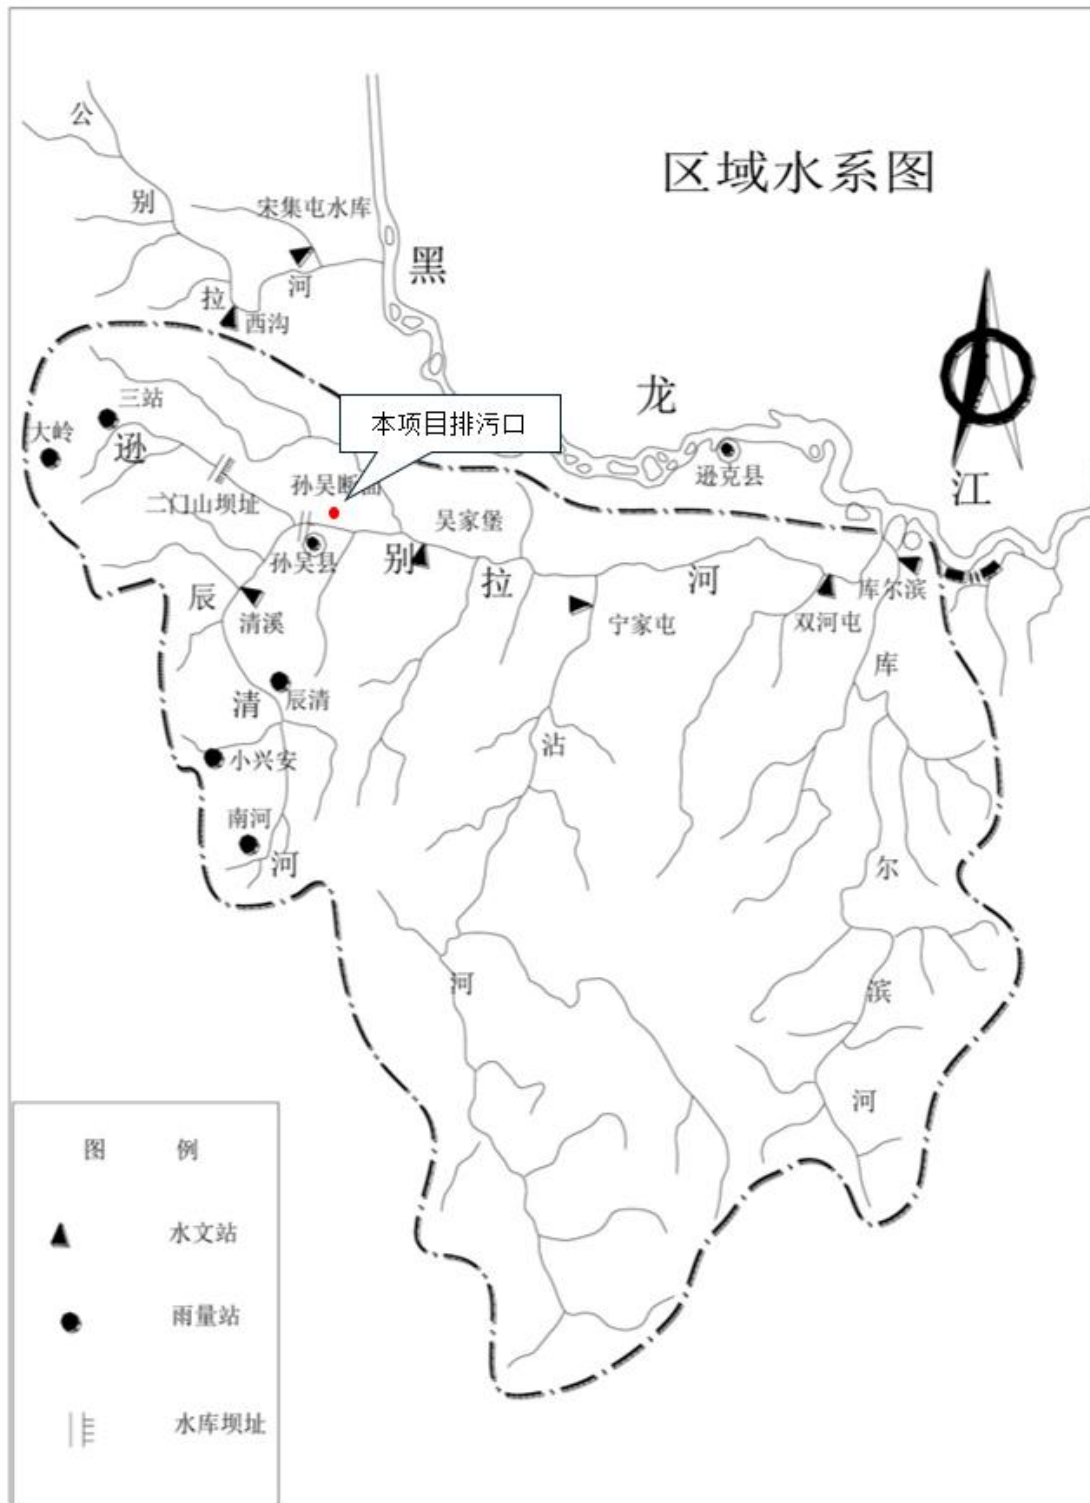 区域水系图
公
别
宋集屯水库
黑
拉
河
西沟
龙
三站
本项目排污口
大岭
逊
逊克县
江
孙吴断面
二门山坝址
吴家堡
孙吴县
别
拉
河
库尔滨
辰
清溪
宁家屯
双河屯
库
清
辰清
沾
小兴安
南河
河
尔
河
滨
河
图 例
水文站
雨量站
水库坝址